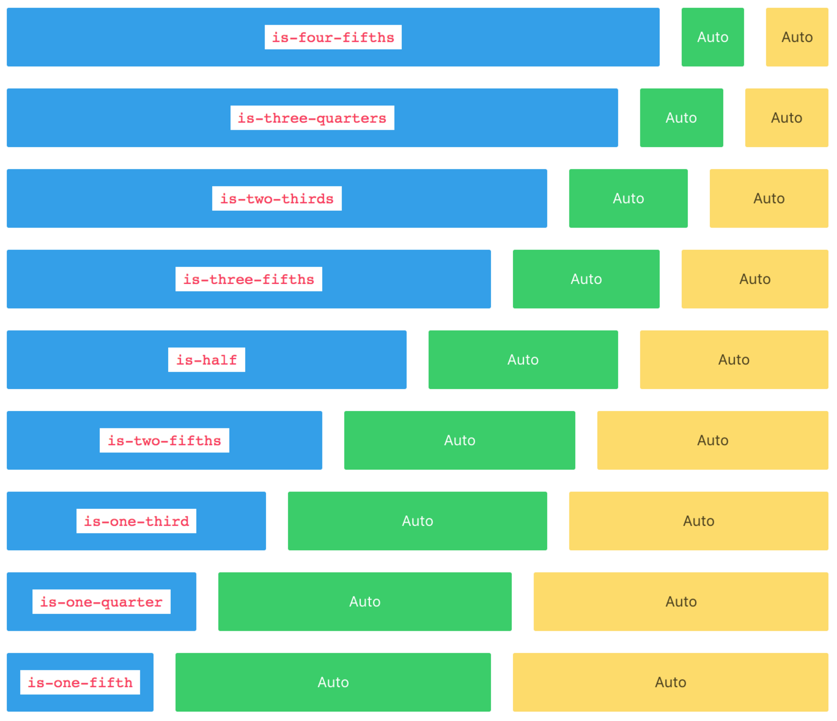 is-four-fifths Auto Auto
is-three-quarters Auto Auto
is-two-thirds Auto Auto
is-three-fifths Auto Auto
is-half Auto Auto
is-two-fifths Auto Auto
is-one-third Auto Auto
is-one-quarter Auto Auto
is-one-fifth Auto Auto